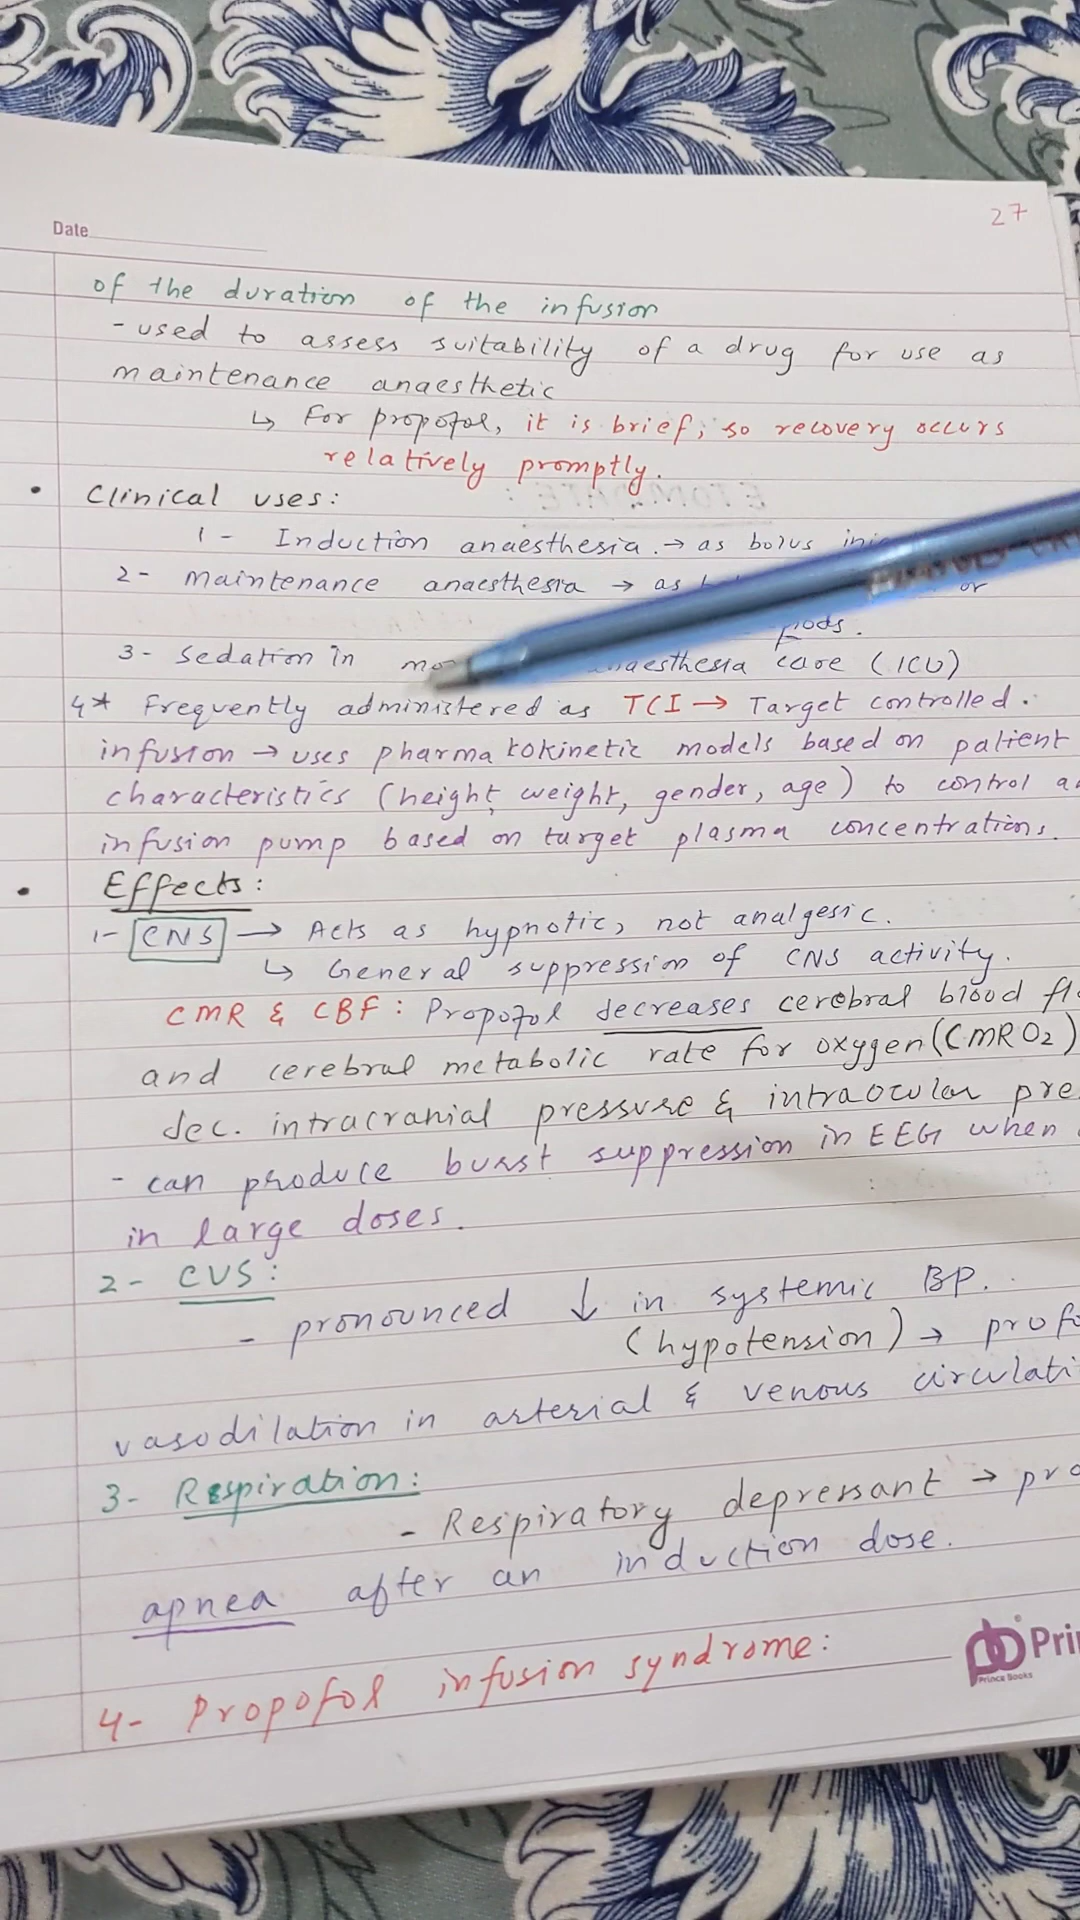 27
Date
of the duration of the infusion
- used to assess suitability of a drug for use as
maintenance anaesthetic
↳ For propofol, it is brief, so recovery occurs
relatively promptly.
• Clinical uses:
1 - Induction anaesthesia. → as bolus
2 - maintenance anaesthesia → as or
3 - Sedation in anaesthesia care (ICU)
4* Frequently administered as TCI → Target controlled.
infusion → uses pharmakokinetic models based on patient
characteristics (height, weight, gender, age) to control
infusion pump based on target plasma concentrations.
• Effects:
1- CNS → Acts as hypnotic, not analgesic.
↳ General suppression of CNS activity.
CMR & CBF: Propofol decreases cerebral blood
and cerebral metabolic rate for oxygen (CMRO2)
dec. intracranial pressure & intraocular
- can produce burst suppression in EEG when
in large doses.
2 - CVS:
- pronounced ↓ in systemic BP.
(hypotension) →
vasodilation in arterial & venous
3- Respiration:
- Respiratory depressant →
apnea after an induction dose.
4- Propofol infusion syndrome:
Prince Books